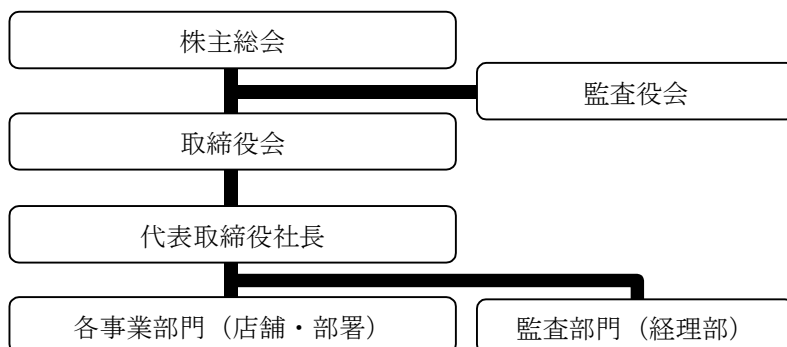 株主総会
監査役会
取締役会
代表取締役社長
各事業部門（店舗・部署）
監査部門（経理部）